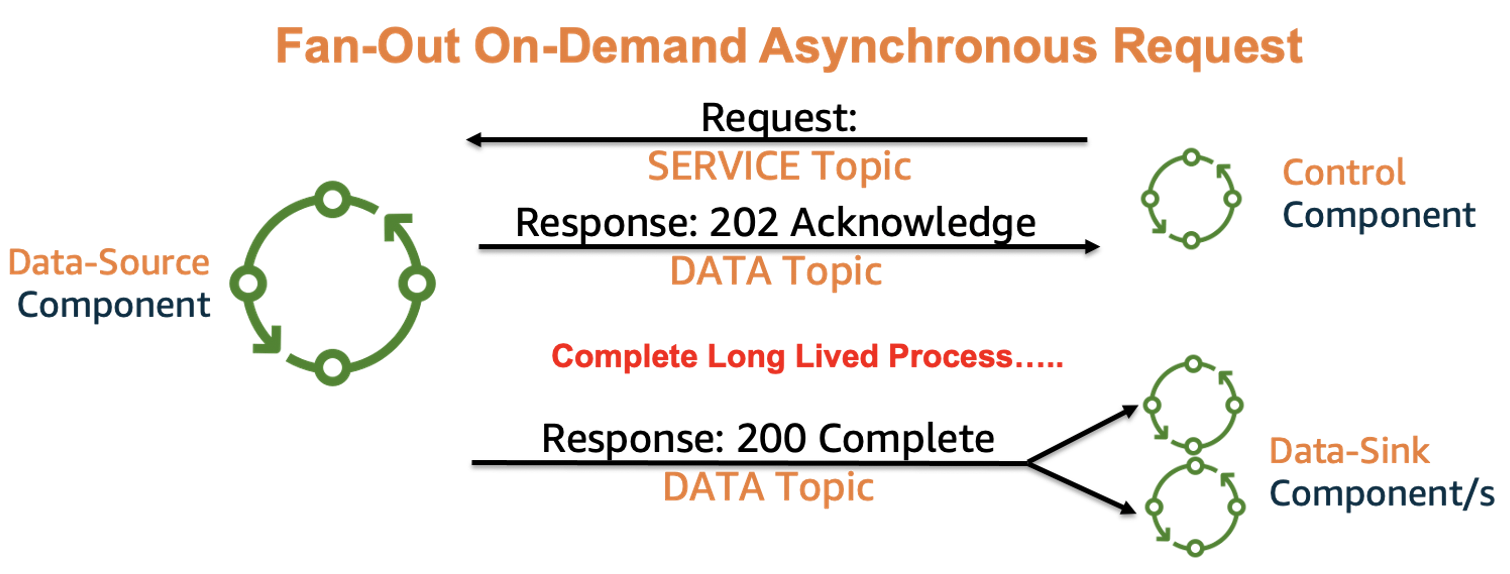 Fan-Out On-Demand Asynchronous Request
Request:
SERVICE Topic
Response: 202 Acknowledge
DATA Topic
Control
Component
Data-Source
Component
Complete Long Lived Process…..
Response: 200 Complete
DATA Topic
Data-Sink
Component/s